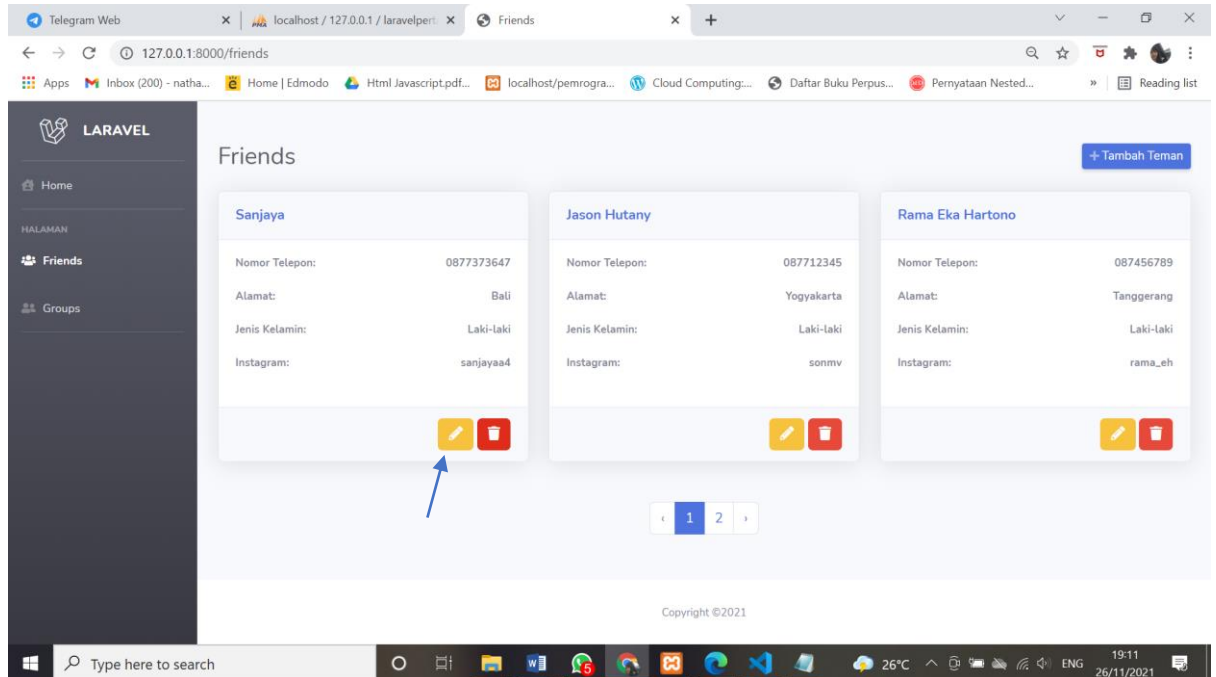 Telegram Web
localhost / 127.0.0.1 / laravelpert
Friends
127.0.0.1:8000/friends
Apps
Inbox (200) - natha...
Home | Edmodo
Html Javascript.pdf...
localhost/pemrogra...
Cloud Computing:...
Daftar Buku Perpus...
Pernyataan Nested...
»
Reading list
LARAVEL
Home
HALAMAN
Friends
Groups
Friends
+ Tambah Teman
Sanjaya
Nomor Telepon: 0877373647
Alamat: Bali
Jenis Kelamin: Laki-laki
Instagram: sanjayaa4
Jason Hutany
Nomor Telepon: 087712345
Alamat: Yogyakarta
Jenis Kelamin: Laki-laki
Instagram: sonmv
Rama Eka Hartono
Nomor Telepon: 087456789
Alamat: Tanggerang
Jenis Kelamin: Laki-laki
Instagram: rama_eh
‹ 1 2 ›
Copyright ©2021
Type here to search
26°C
ENG
19:11
26/11/2021